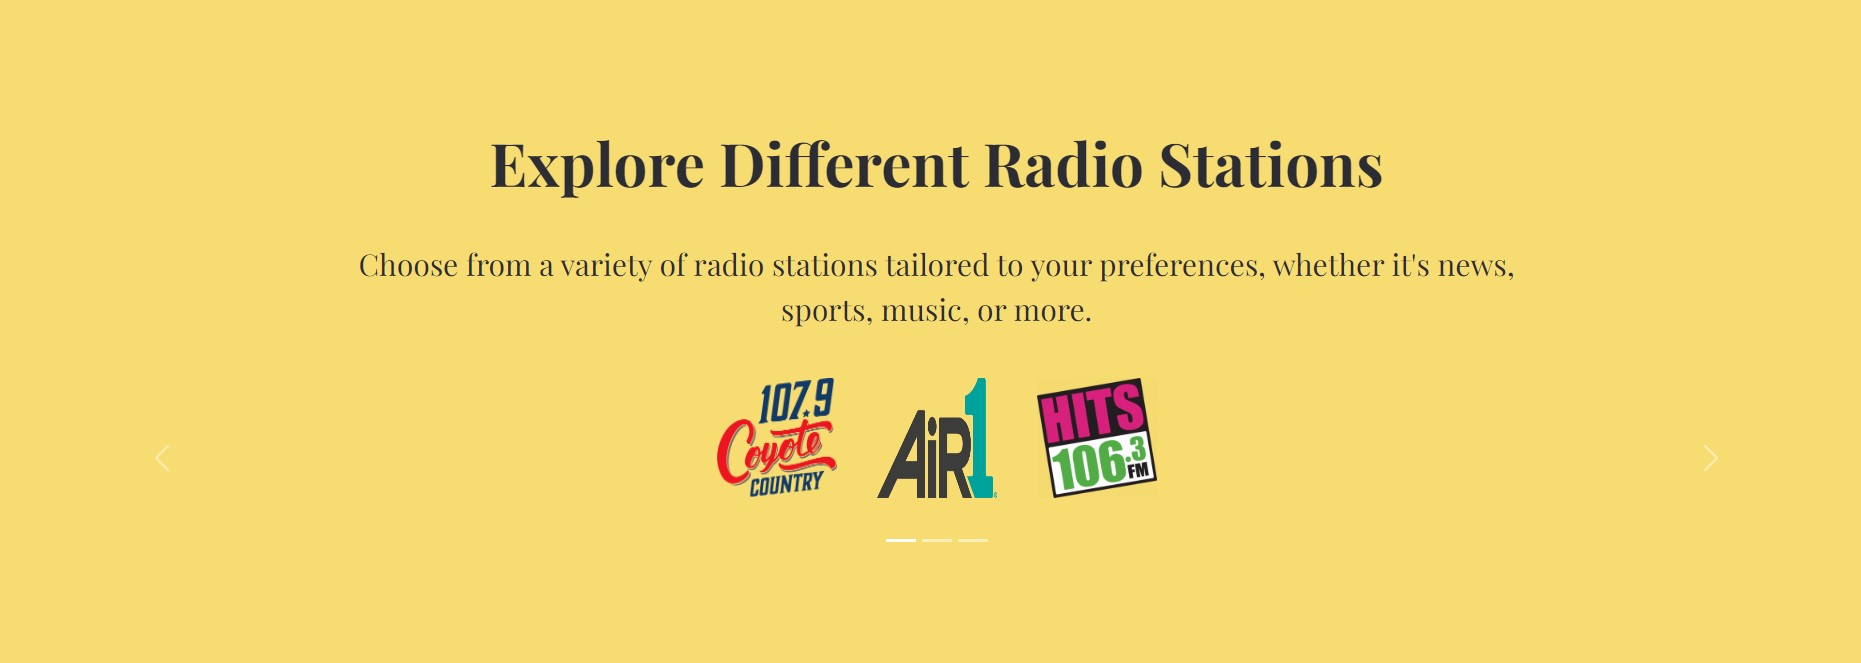 Explore Different Radio Stations
Choose from a variety of radio stations tailored to your preferences, whether it's news,
sports, music, or more.
107.9
Coyote
COUNTRY
AiR1
HITS
106.3
FM